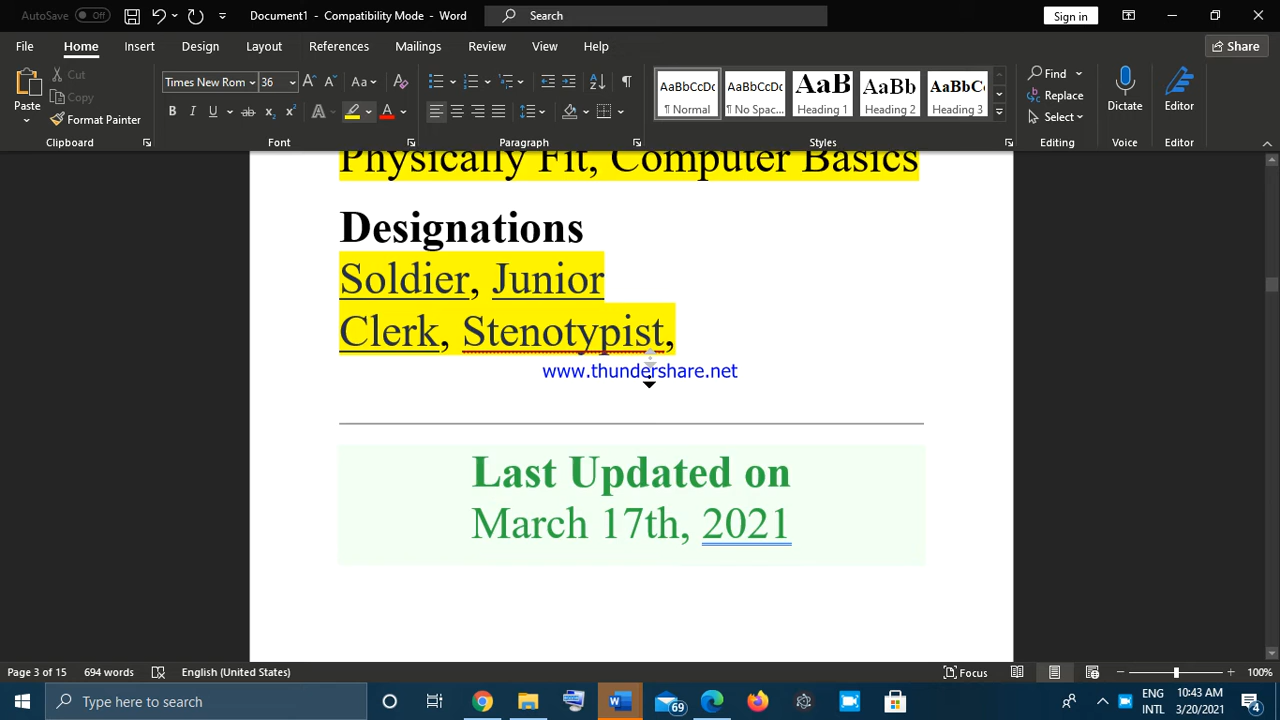 AutoSave Off Document1 - Compatibility Mode - Word Search Sign in
File Home Insert Design Layout References Mailings Review View Help Share
Paste Cut Copy Format Painter Clipboard
Times New Rom 36 Aa B I U ab x₂ x² A A Font
Paragraph
AaBbCcDc ¶ Normal AaBbCcDc ¶ No Spac... AaB Heading 1 AaBb Heading 2 AaBbC Heading 3 Styles
Find Replace Select Editing
Dictate Voice
Editor Editor
Physically Fit, Computer Basics
Designations
Soldier, Junior
Clerk, Stenotypist,
www.thundershare.net
Last Updated on
March 17th, 2021
Page 3 of 15 694 words English (United States) Focus 100%
Type here to search 69 ENG INTL 10:43 AM 3/20/2021 4